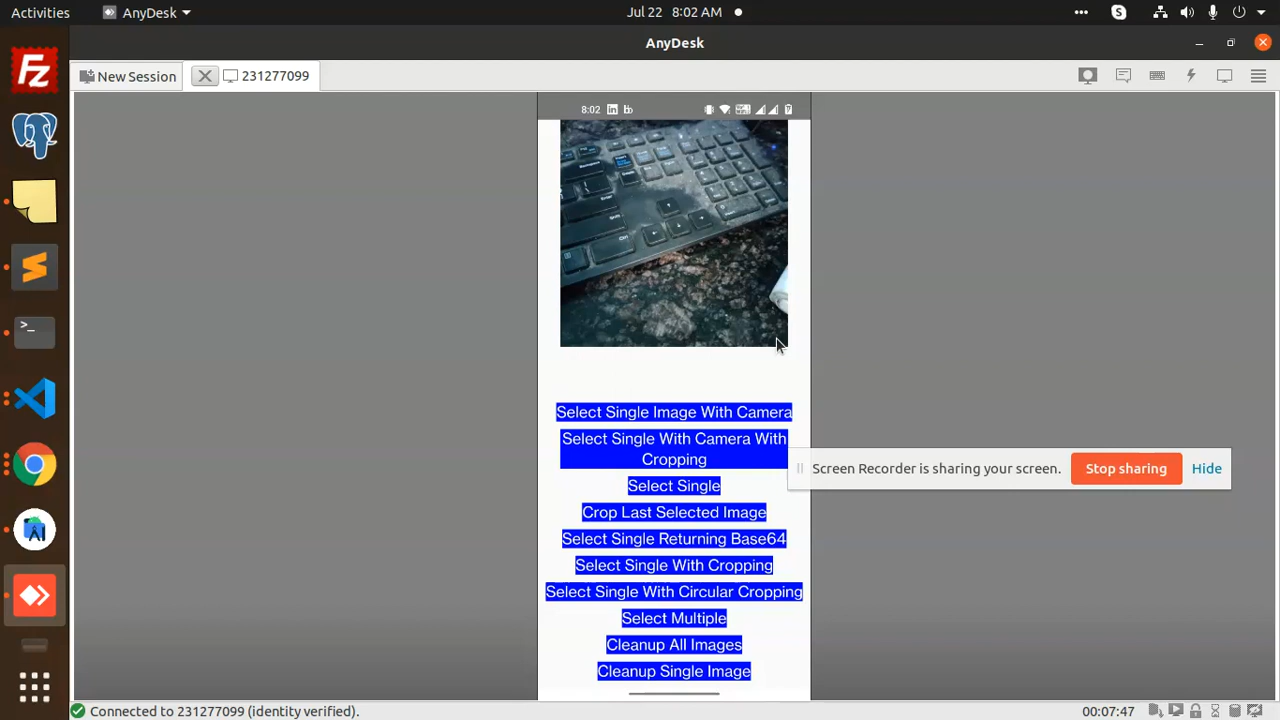 Activities
AnyDesk
Jul 22 8:02 AM
AnyDesk
New Session
231277099
8:02
Select Single Image With Camera
Select Single With Camera With
Cropping
Select Single
Crop Last Selected Image
Select Single Returning Base64
Select Single With Cropping
Select Single With Circular Cropping
Select Multiple
Cleanup All Images
Cleanup Single Image
Screen Recorder is sharing your screen.
Stop sharing
Hide
Connected to 231277099 (identity verified).
00:07:47